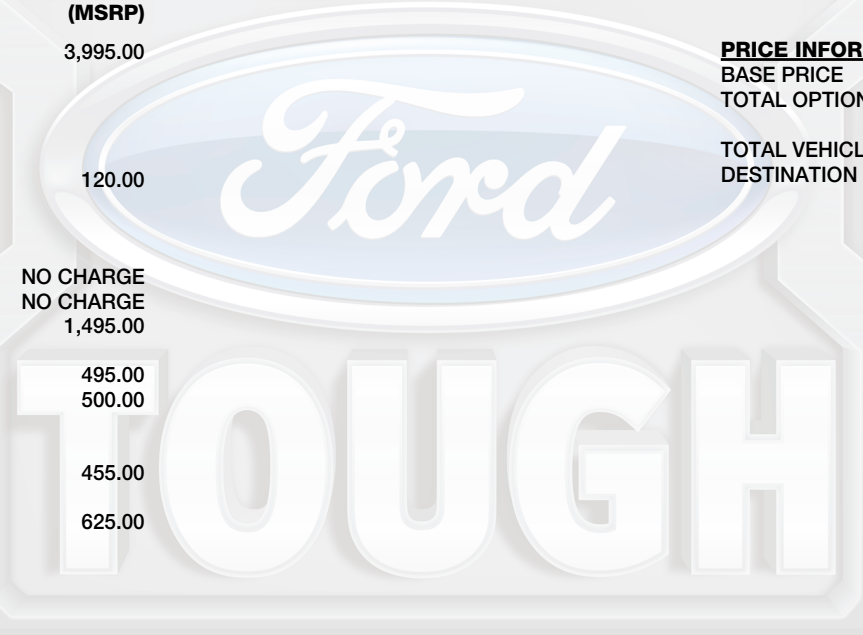 (MSRP)
3,995.00
120.00
NO CHARGE
NO CHARGE
1,495.00
495.00
500.00
455.00
625.00
PRICE INFOR
BASE PRICE
TOTAL OPTION
TOTAL VEHICL
DESTINATION
Ford
TOUGH